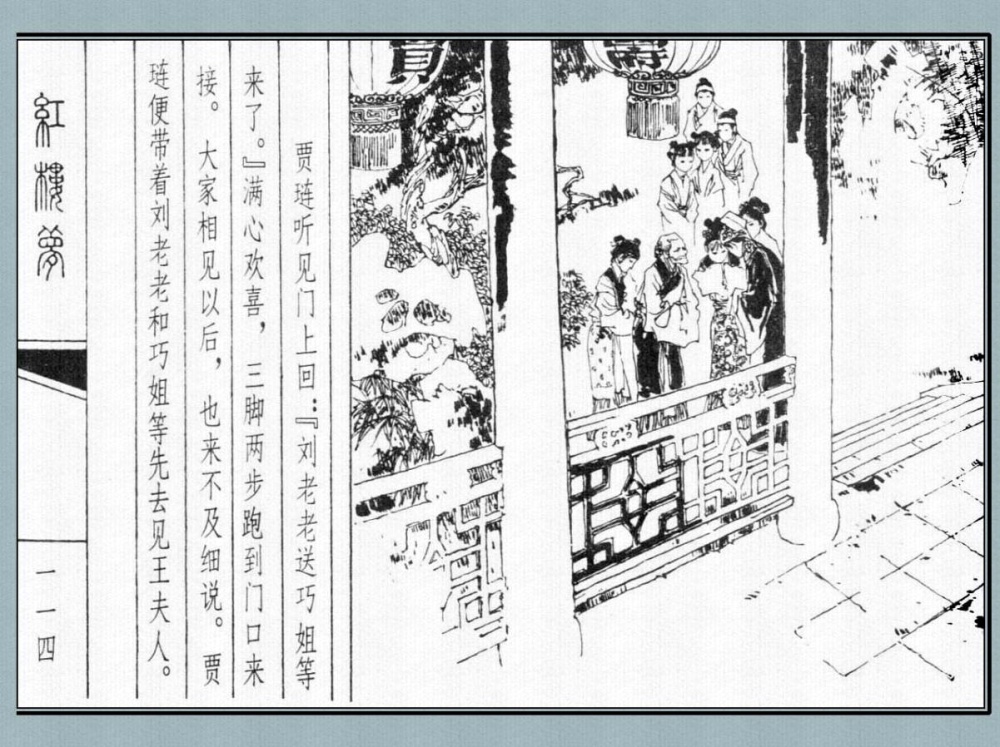 贾琏听见门上回：『刘老老送巧姐等
来了。』满心欢喜，三脚两步跑到门口来
接。大家相见以后，也来不及细说。贾
琏便带着刘老老和巧姐等先去见王夫人。
紅樓夢
一一四